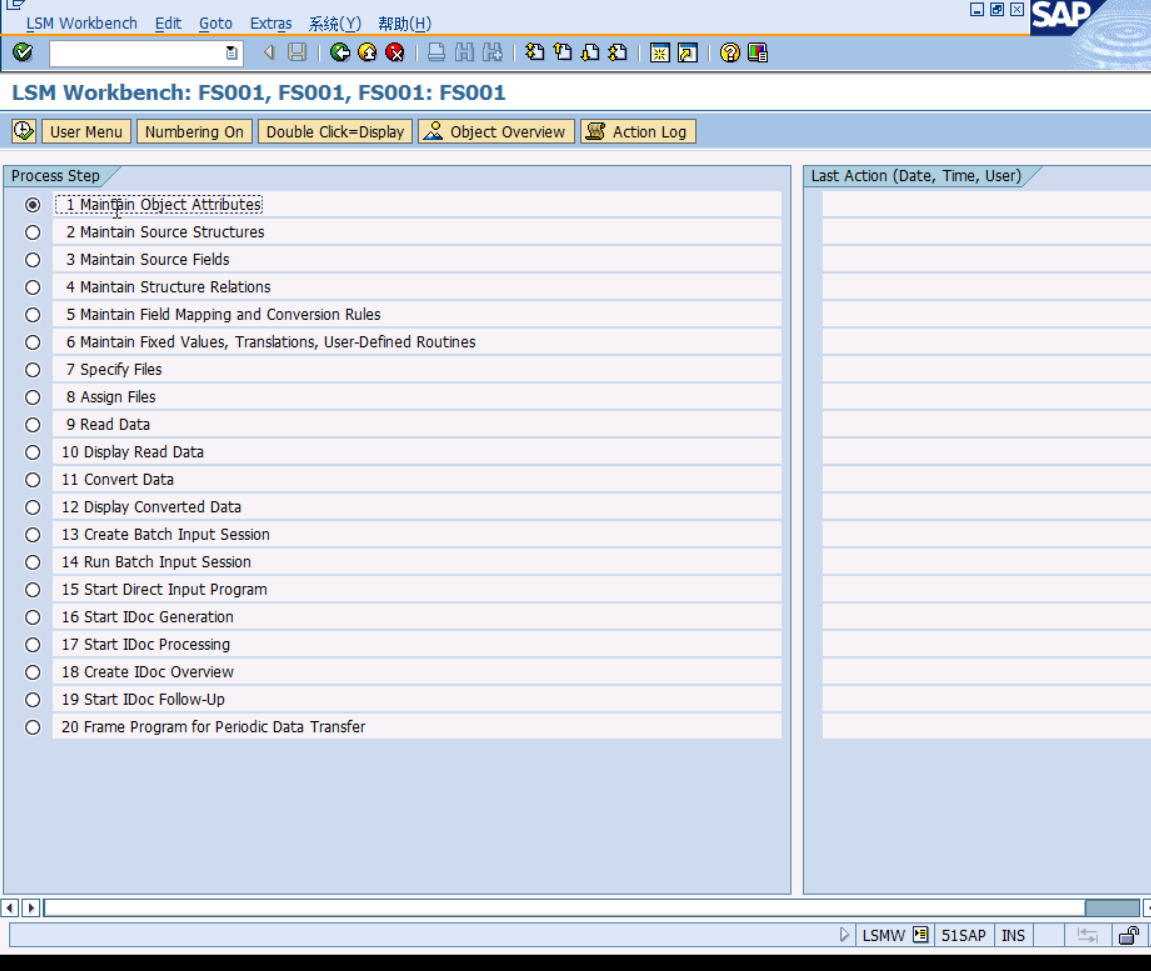 LSM Workbench Edit Goto Extras 系统(Y) 帮助(H)
SAP
LSM Workbench: FS001, FS001, FS001: FS001
User Menu Numbering On Double Click=Display Object Overview Action Log
Process Step Last Action (Date, Time, User)
1 Maintain Object Attributes
2 Maintain Source Structures
3 Maintain Source Fields
4 Maintain Structure Relations
5 Maintain Field Mapping and Conversion Rules
6 Maintain Fixed Values, Translations, User-Defined Routines
7 Specify Files
8 Assign Files
9 Read Data
10 Display Read Data
11 Convert Data
12 Display Converted Data
13 Create Batch Input Session
14 Run Batch Input Session
15 Start Direct Input Program
16 Start IDoc Generation
17 Start IDoc Processing
18 Create IDoc Overview
19 Start IDoc Follow-Up
20 Frame Program for Periodic Data Transfer
LSMW 51SAP INS